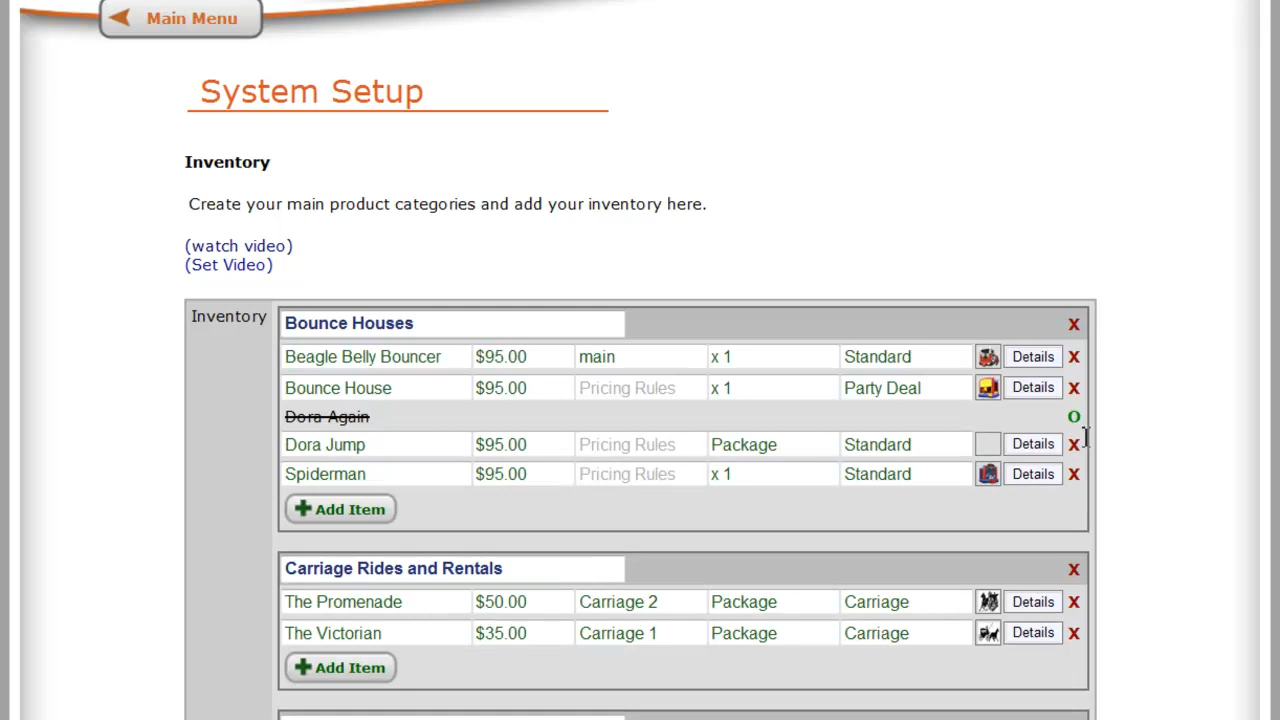 Main Menu
System Setup
Inventory
Create your main product categories and add your inventory here.
(watch video)
(Set Video)
Inventory
Bounce Houses X
Beagle Belly Bouncer $95.00 main x 1 Standard Details X
Bounce House $95.00 Pricing Rules x 1 Party Deal Details X
Dora Again O
Dora Jump $95.00 Pricing Rules Package Standard Details X
Spiderman $95.00 Pricing Rules x 1 Standard Details X
Add Item
Carriage Rides and Rentals X
The Promenade $50.00 Carriage 2 Package Carriage Details X
The Victorian $35.00 Carriage 1 Package Carriage Details X
Add Item